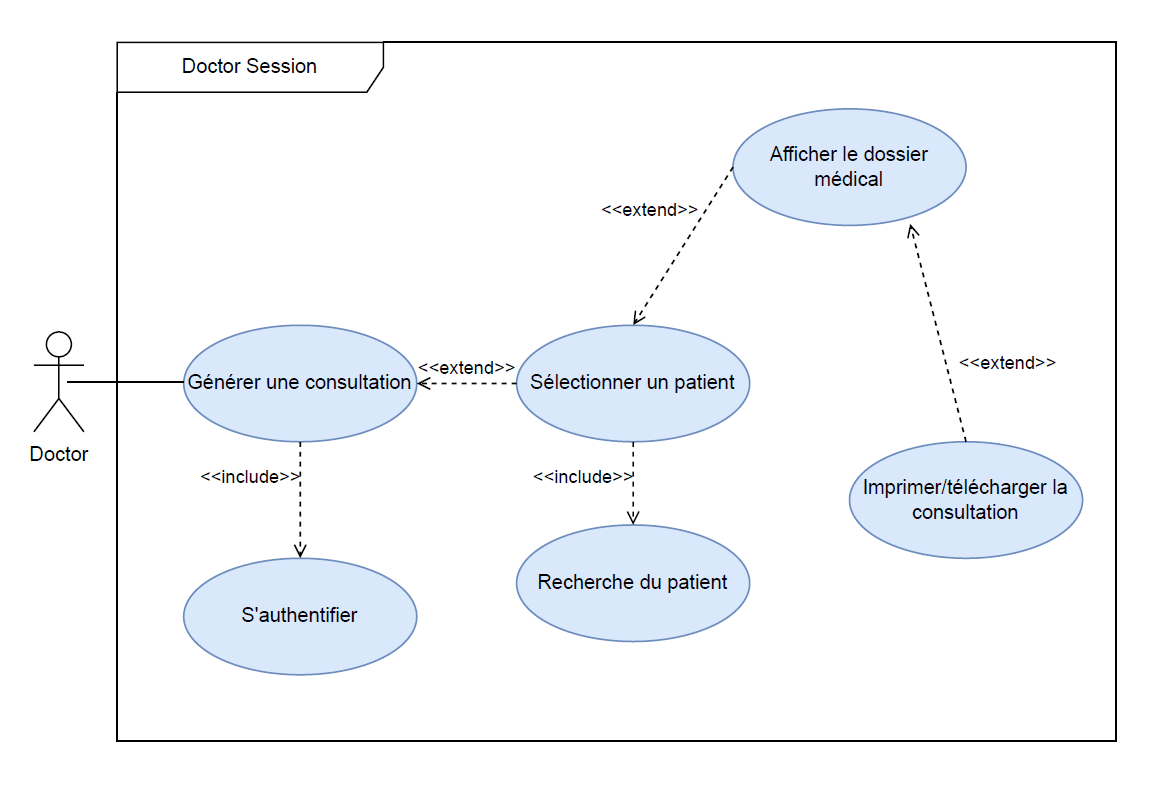 Doctor Session
Afficher le dossier
médical
<<extend>>
<<extend>>
<<extend>>
Générer une consultation
Sélectionner un patient
Doctor
<<include>>
<<include>>
Imprimer/télécharger la
consultation
Recherche du patient
S'authentifier